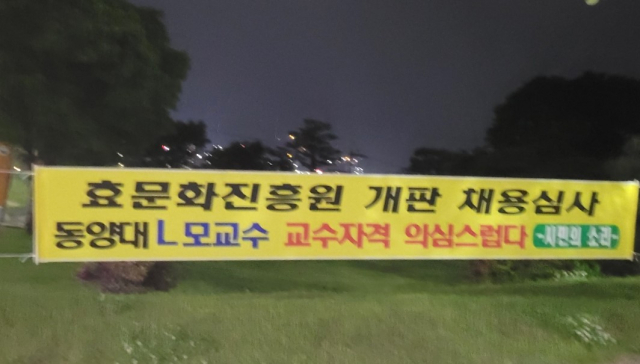 효문화진흥원 개판 채용심사
동양대 L 모교수 교수자격 의심스럽다 ~시민의 소리~